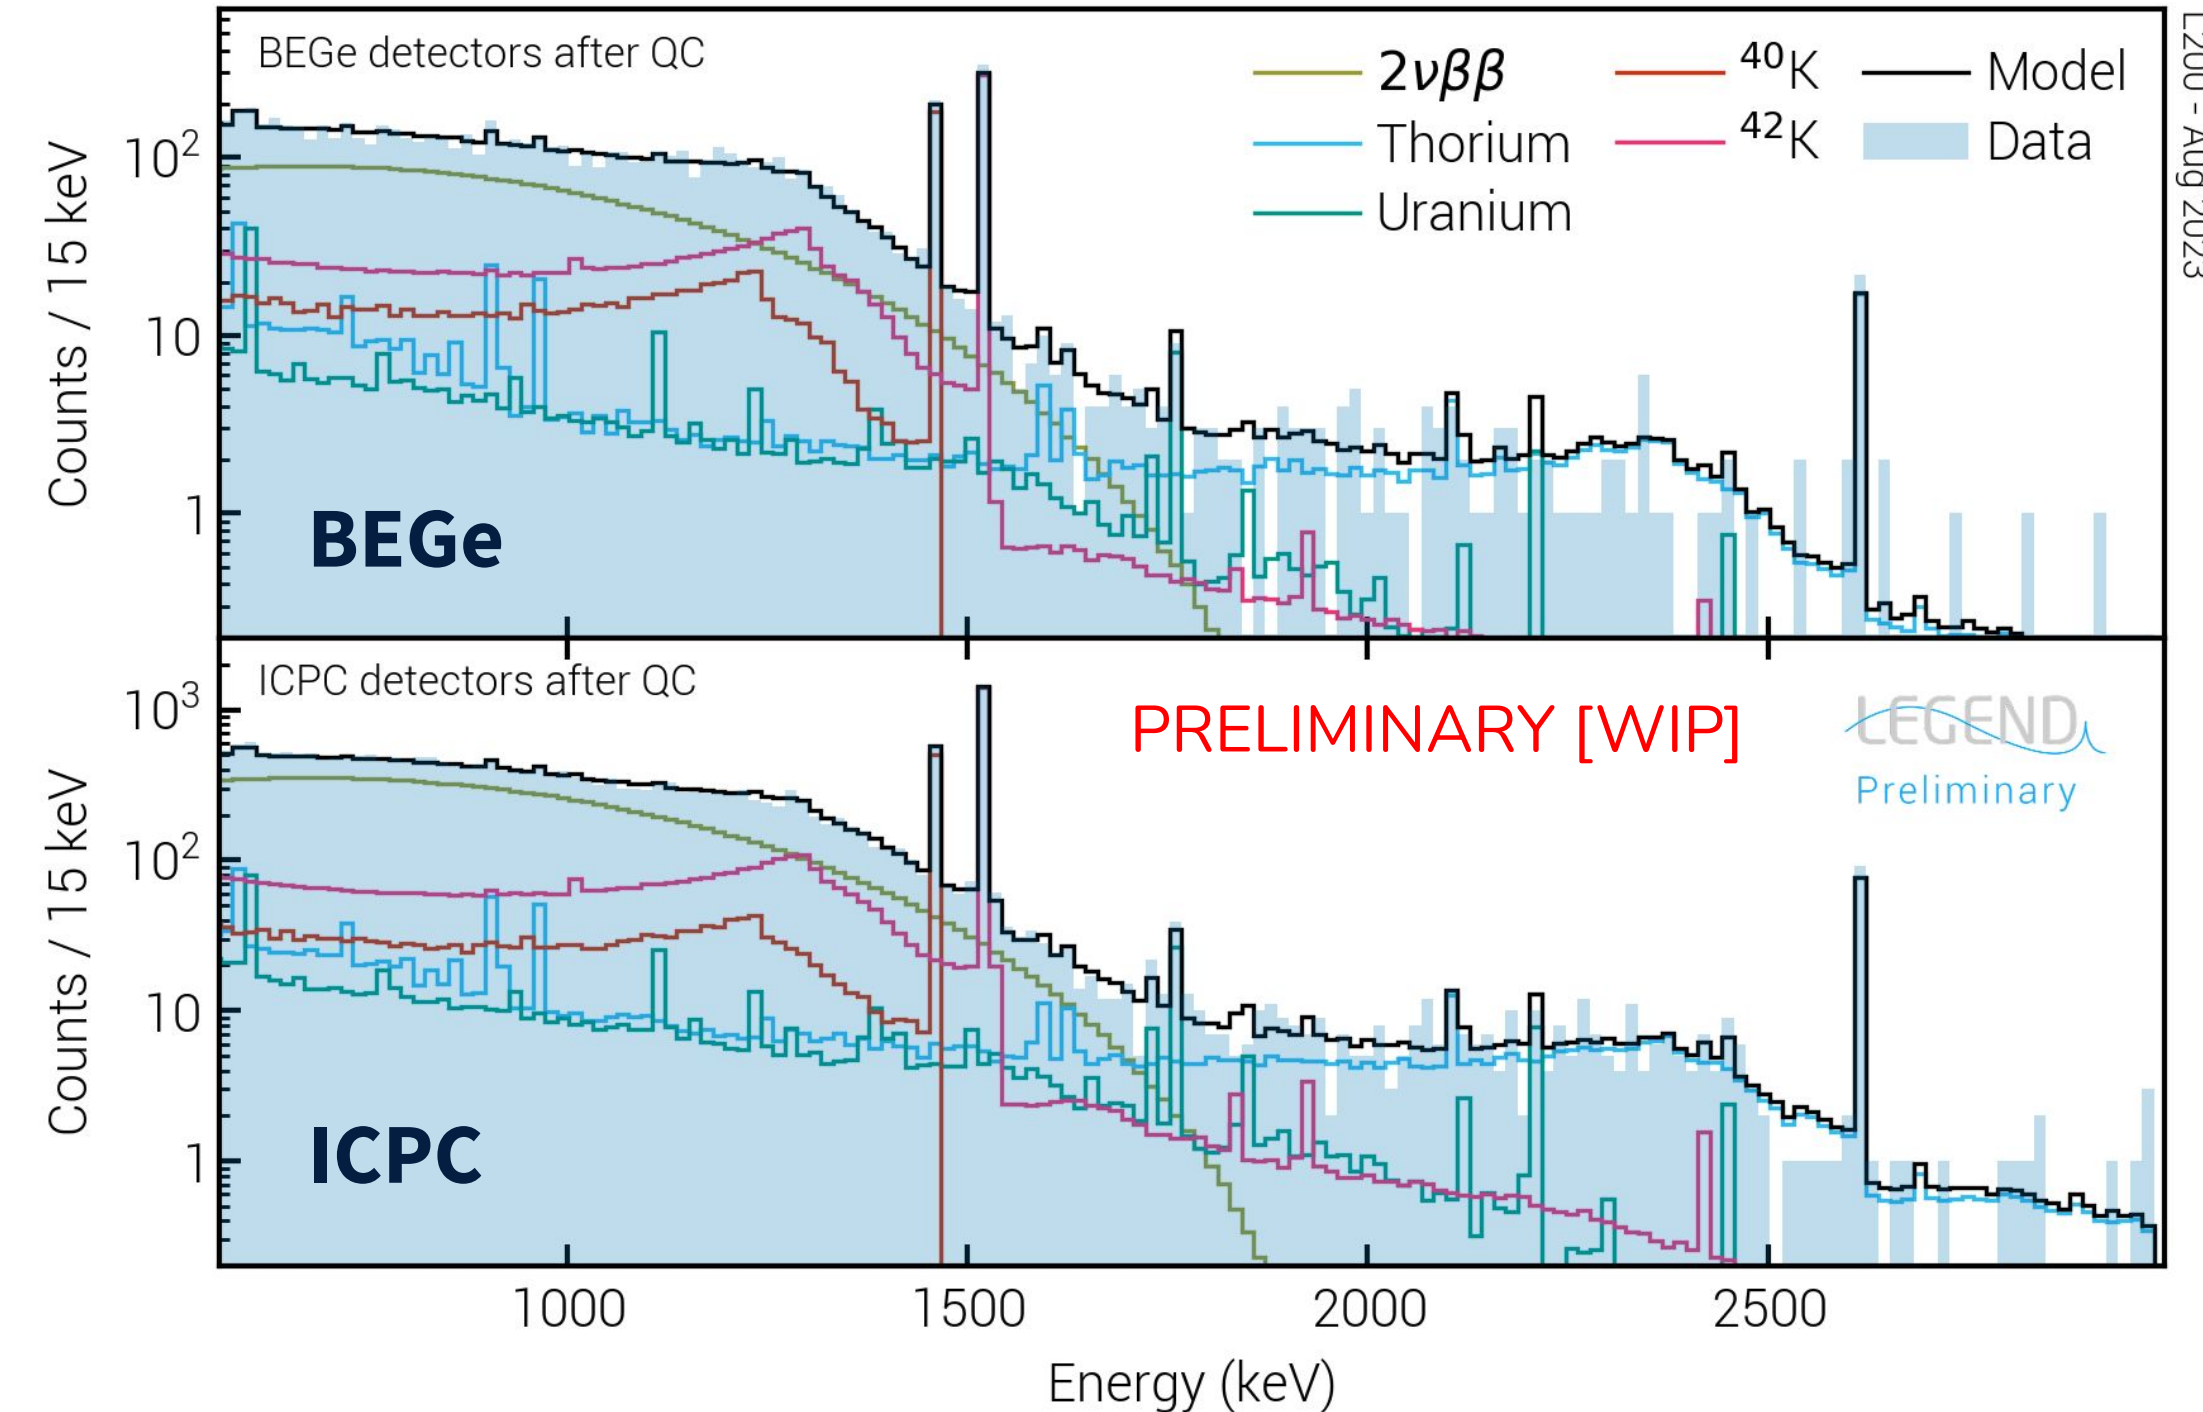 BEGe detectors after QC
2νββ
Thorium
Uranium
⁴⁰K
⁴²K
Model
Data
L200 - Aug 2023
Counts / 15 keV
10²
10
1
BEGe
ICPC detectors after QC
PRELIMINARY [WIP]
LEGEND
Preliminary
Counts / 15 keV
10³
10²
10
1
ICPC
1000
1500
2000
2500
Energy (keV)